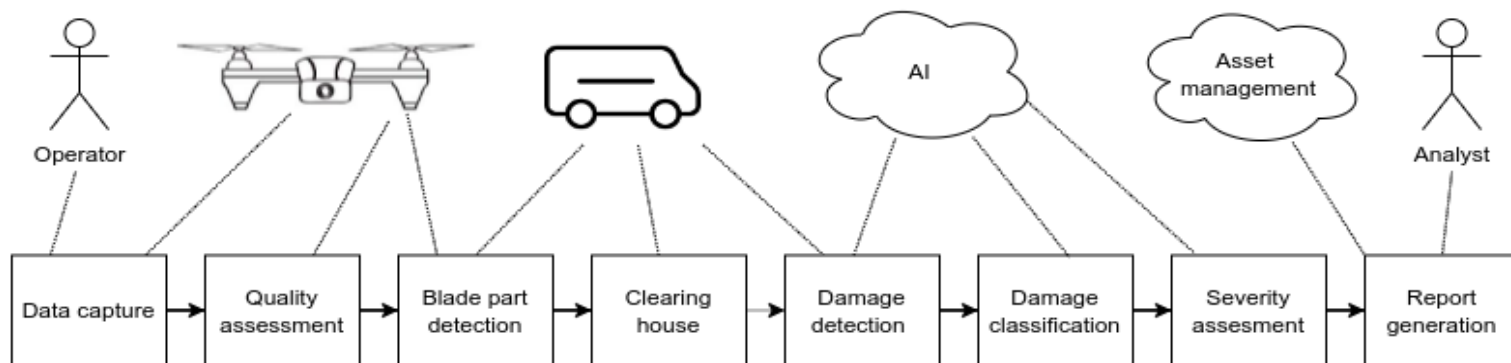 Operator
AI
Asset
management
Analyst
Data capture
Quality
assessment
Blade part
detection
Clearing
house
Damage
detection
Damage
classification
Severity
assesment
Report
generation